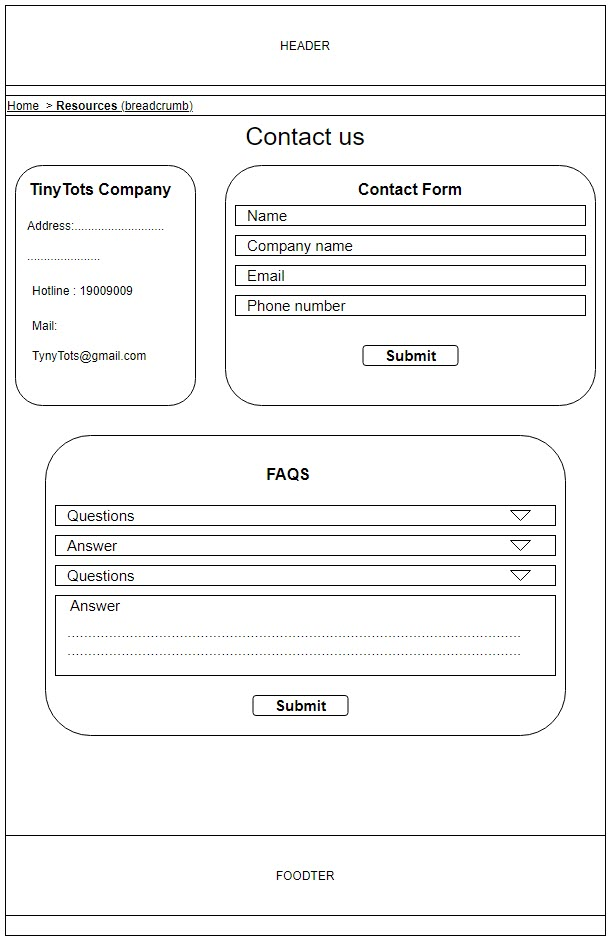 HEADER
Home > Resources (breadcrumb)
Contact us
TinyTots Company
Address:...........................
......................
Hotline : 19009009
Mail:
TynyTots@gmail.com
Contact Form
Name
Company name
Email
Phone number
Submit
FAQS
Questions
Answer
Questions
Answer
........................................................................................................................
........................................................................................................................
Submit
FOODTER